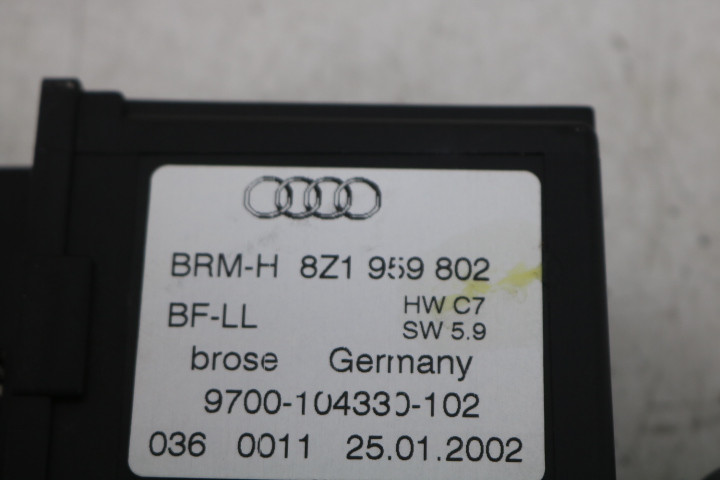 BRM-H 8Z1 959 802
BF-LL HW C7
SW 5.9
brose Germany
9700-104330-102
036 0011 25.01.2002